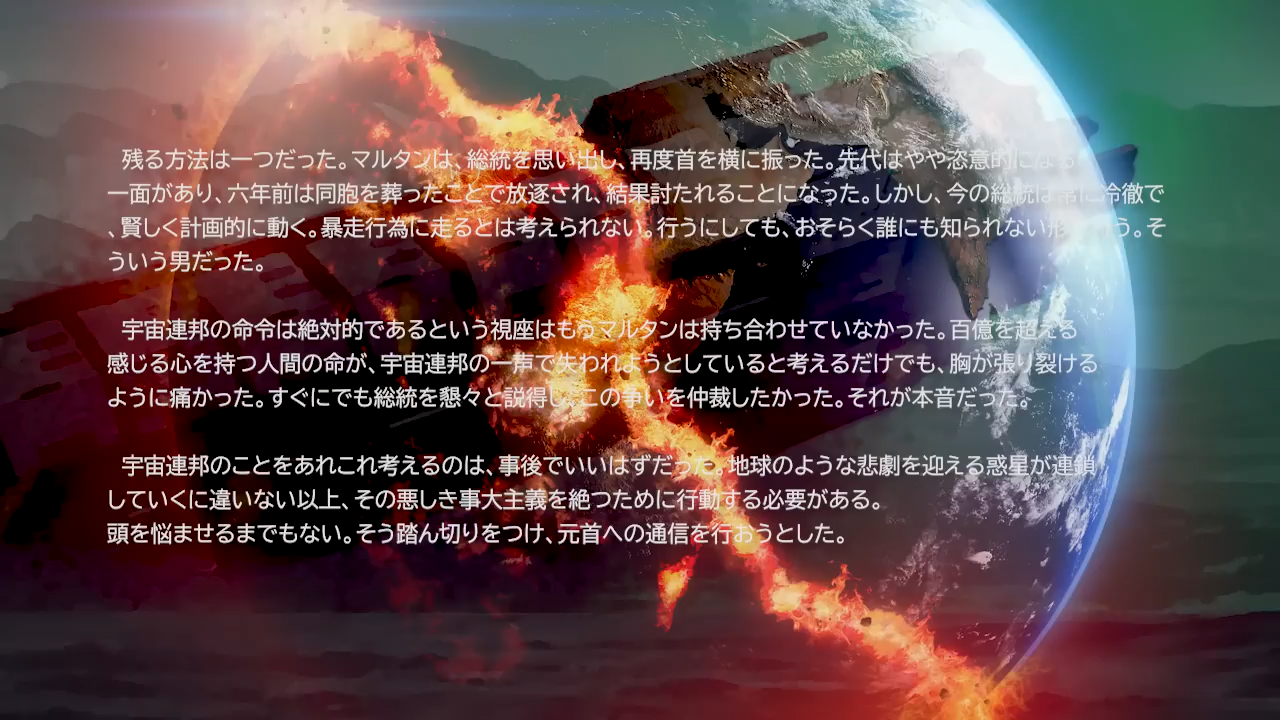 残る方法は一つだった。マルタンは、総統を思い出し、再度首を横に振った。先代はやや恣意的になる
一面があり、六年前は同胞を葬ったことで放逐され、結果討たれることになった。しかし、今の総統は常に冷徹で
、賢しく計画的に動く。暴走行為に走るとは考えられない。行うにしても、おそらく誰にも知られない形で行う。そ
ういう男だった。
宇宙連邦の命令は絶対的であるという視座はもうマルタンは持ち合わせていなかった。百億を超える
感じる心を持つ人間の命が、宇宙連邦の一声で失われようとしていると考えるだけでも、胸が張り裂ける
ように痛かった。すぐにでも総統を懇々と説得し、この争いを仲裁したかった。それが本音だった。
宇宙連邦のことをあれこれ考えるのは、事後でいいはずだった。地球のような悲劇を迎える惑星が連鎖
していくに違いない以上、その悪しき事大主義を絶つために行動する必要がある。
頭を悩ませるまでもない。そう踏ん切りをつけ、元首への通信を行おうとした。